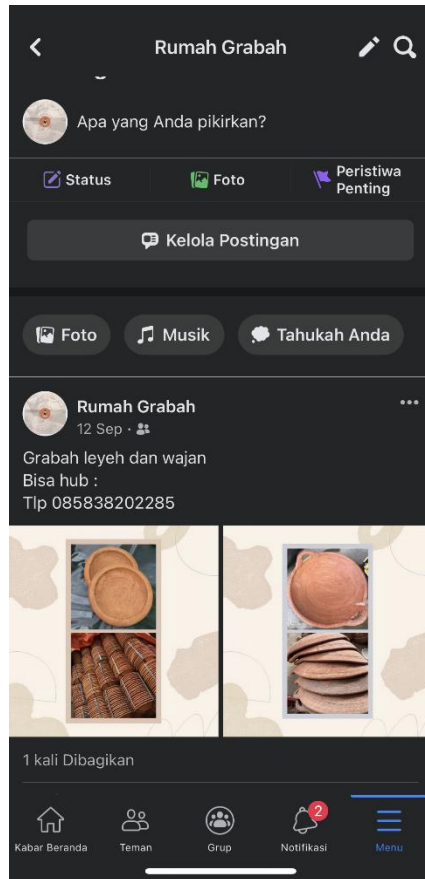 Rumah Grabah
Apa yang Anda pikirkan?
Status
Foto
Peristiwa
Penting
Kelola Postingan
Foto
Musik
Tahukah Anda
Rumah Grabah
12 Sep ·
Grabah leyeh dan wajan
Bisa hub :
Tlp 085838202285
1 kali Dibagikan
2
Kabar Beranda
Teman
Grup
Notifikasi
Menu